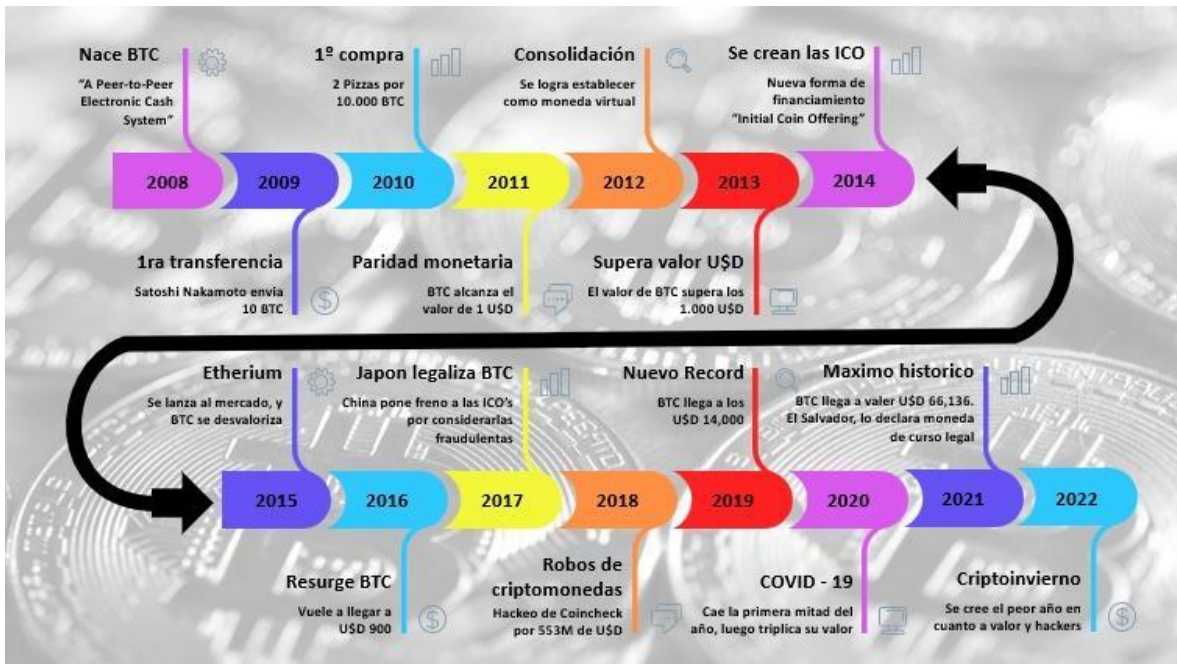 Nace BTC
"A Peer-to-Peer
Electronic Cash
System"
1º compra
2 Pizzas por
10.000 BTC
Consolidación
Se logra establecer
como moneda virtual
Se crean las ICO
Nueva forma de
financiamiento
"Initial Coin Offering"
2008
2009
2010
2011
2012
2013
2014
1ra transferencia
Satoshi Nakamoto envia
10 BTC
Paridad monetaria
BTC alcanza el
valor de 1 U$D
Supera valor U$D
El valor de BTC supera los
1.000 U$D
Etherium
Se lanza al mercado, y
BTC se desvaloriza
Japon legaliza BTC
China pone freno a las ICO's
por considerarlas
fraudulentas
Nuevo Record
BTC llega a los
U$D 14,000
Maximo historico
BTC llega a valer U$D 66,136.
El Salvador, lo declara moneda
de curso legal
2015
2016
2017
2018
2019
2020
2021
2022
Resurge BTC
Vuele a llegar a
U$D 900
Robos de
criptomonedas
Hackeo de Coincheck
por 553M de U$D
COVID - 19
Cae la primera mitad del
año, luego triplica su valor
Criptoinvierno
Se cree el peor año en
cuanto a valor y hackers